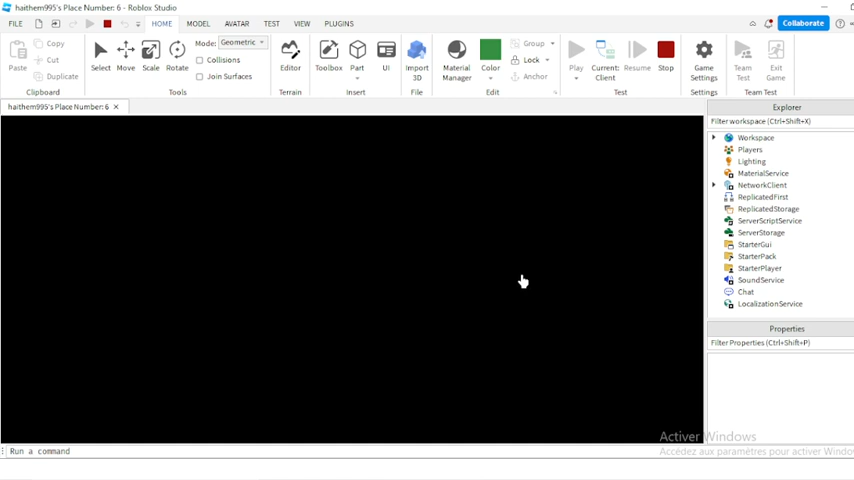 haithem995's Place Number: 6 - Roblox Studio
FILE HOME MODEL AVATAR TEST VIEW PLUGINS Collaborate
Paste Copy Cut Duplicate
Clipboard
Select Move Scale Rotate
Mode: Geometric
Collisions
Join Surfaces
Tools
Editor
Terrain
Toolbox Part UI
Insert
Import 3D
File
Material Manager Color
Group
Lock
Anchor
Edit
Play Current: Client Resume Stop
Test
Game Settings
Settings
Team Test Exit Game
Team Test
haithem995's Place Number: 6
Explorer
Filter workspace (Ctrl+Shift+X)
Workspace
Players
Lighting
MaterialService
NetworkClient
ReplicatedFirst
ReplicatedStorage
ServerScriptService
ServerStorage
StarterGui
StarterPack
StarterPlayer
SoundService
Chat
LocalizationService
Properties
Filter Properties (Ctrl+Shift+P)
Activer Windows
Accédez aux paramètres pour activer Windo
Run a command